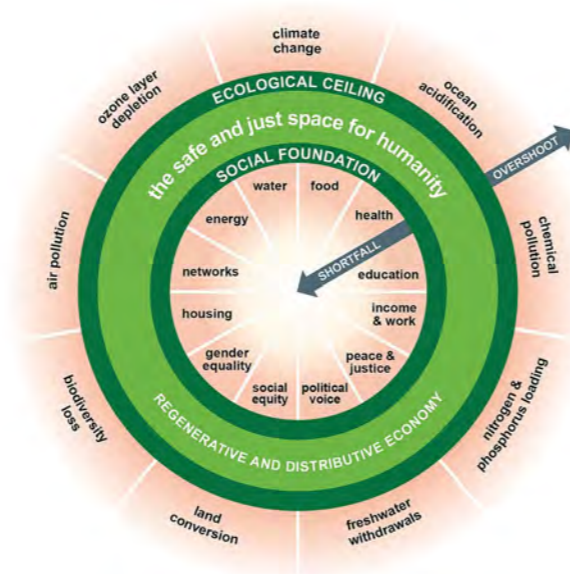 climate
change
ocean
acidification
chemical
pollution
nitrogen &
phosphorus loading
freshwater
withdrawals
land
conversion
biodiversity
loss
air pollution
ozone layer
depletion
OVERSHOOT
ECOLOGICAL CEILING
the safe and just space for humanity
SOCIAL FOUNDATION
water
food
health
SHORTFALL
education
income
& work
peace &
justice
political
voice
social
equity
gender
equality
housing
networks
energy
REGENERATIVE AND DISTRIBUTIVE ECONOMY